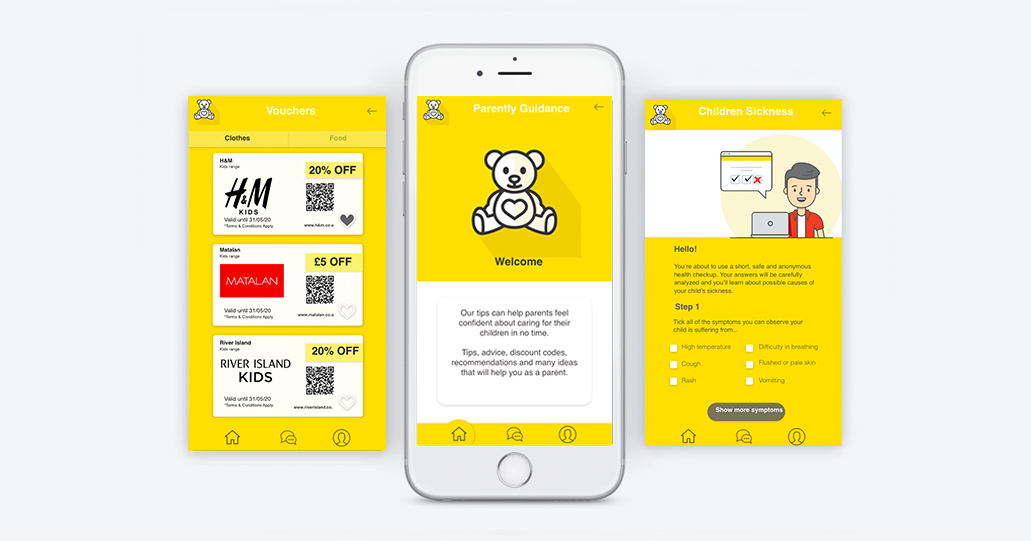 Vouchers
Clothes
Food
H&M
Kids range
20% OFF
H&M
KIDS
Valid until 31/05/20
*Terms & Conditions Apply
www.h&m.co.u
Matalan
Kids range
£5 OFF
MATALAN
Valid until 31/05/20
*Terms & Conditions Apply
www.matalan.co.u
River Island
Kids range
20% OFF
RIVER ISLAND
KIDS
Valid until 31/05/20
*Terms & Conditions Apply
www.riverisland.co.
Parently Guidance
Welcome
Our tips can help parents feel
confident about caring for their
children in no time.
Tips, advice, discount codes,
recommendations and many ideas
that will help you as a parent.
Children Sickness
Hello!
You're about to use a short, safe and anonymous
health checkup. Your answers will be carefully
analyzed and you'll learn about possible causes of
your child's sickness.
Step 1
Tick all of the symptoms you can observe your
child is suffering from...
High temperature
Difficulty in breathing
Cough
Flushed or pale skin
Rash
Vomitting
Show more symptoms